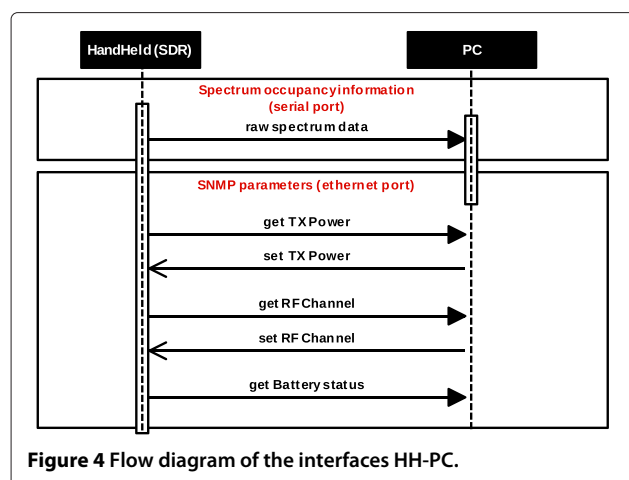 HandHeld (SDR)
PC
Spectrum occupancy information
(serial port)
raw spectrum data
SNMP parameters (ethernet port)
get TX Power
set TX Power
get RF Channel
set RF Channel
get Battery status
Figure 4 Flow diagram of the interfaces HH-PC.